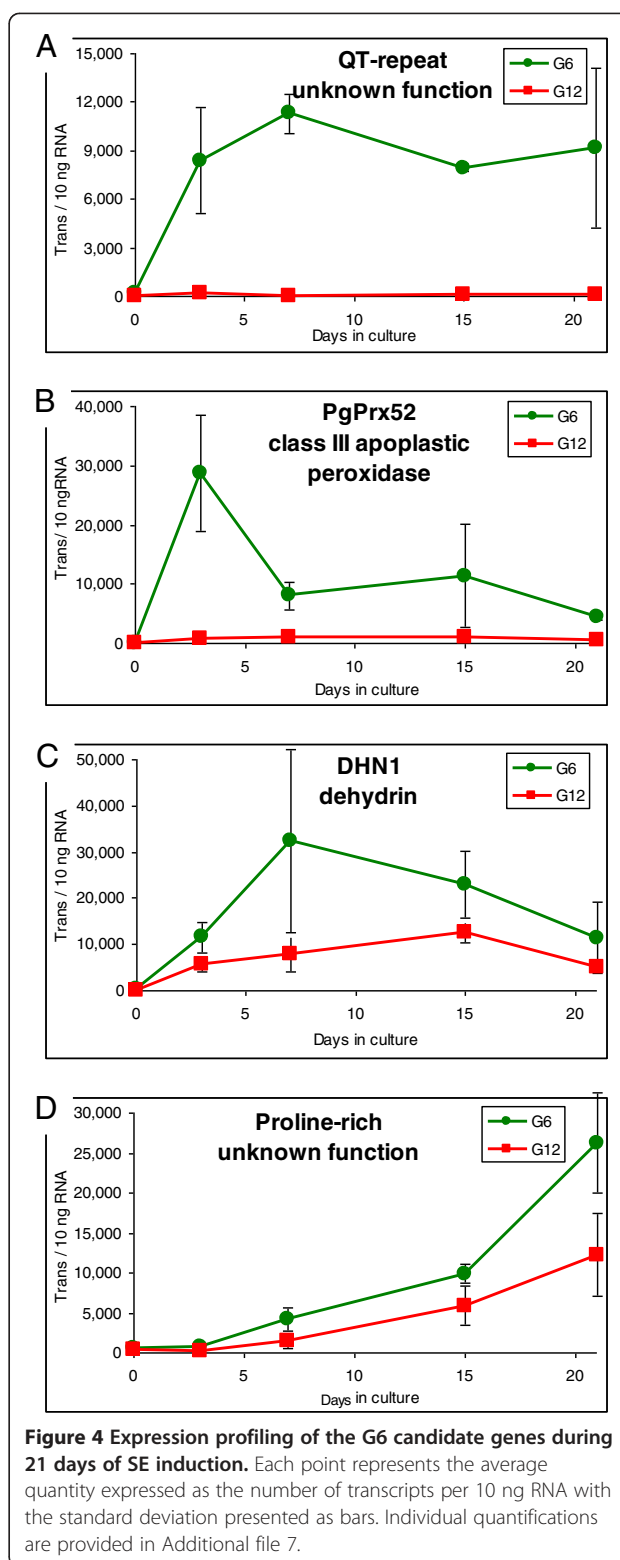 A
QT-repeat
unknown function
G6
G12
Trans / 10 ng RNA
15,000
12,000
9,000
6,000
3,000
0
0 5 10 15 20
Days in culture
B
PgPrx52
class III apoplastic
peroxidase
G6
G12
Trans/ 10 ngRNA
40,000
30,000
20,000
10,000
0
0 5 10 15 20
Days in culture
C
DHN1
dehydrin
G6
G12
Trans / 10 ng RNA
50,000
40,000
30,000
20,000
10,000
0
0 5 10 15 20
Days in culture
D
Proline-rich
unknown function
G6
G12
Trans / 10 ng RNA
30,000
25,000
20,000
15,000
10,000
5,000
0
0 5 10 15 20
Days in culture
Figure 4 Expression profiling of the G6 candidate genes during
21 days of SE induction. Each point represents the average
quantity expressed as the number of transcripts per 10 ng RNA with
the standard deviation presented as bars. Individual quantifications
are provided in Additional file 7.